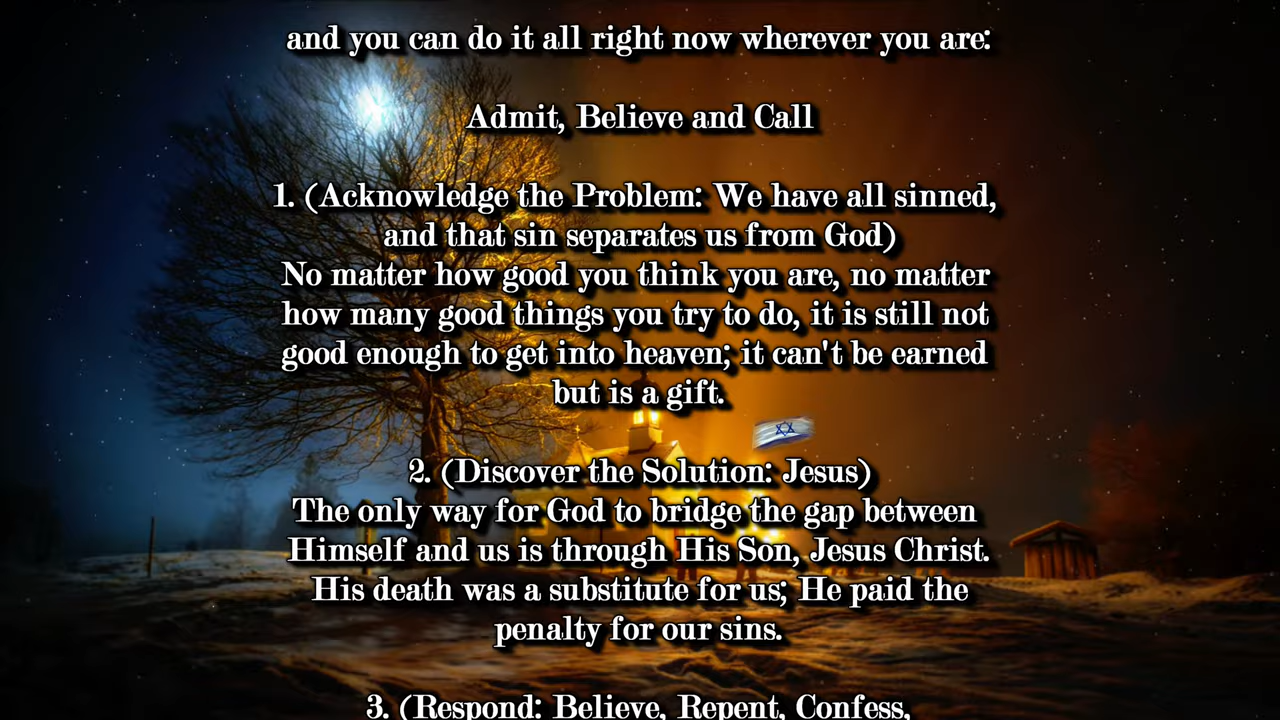 and you can do it all right now wherever you are:
Admit, Believe and Call
1. (Acknowledge the Problem: We have all sinned,
and that sin separates us from God)
No matter how good you think you are, no matter
how many good things you try to do, it is still not
good enough to get into heaven; it can't be earned
but is a gift.
2. (Discover the Solution: Jesus)
The only way for God to bridge the gap between
Himself and us is through His Son, Jesus Christ.
His death was a substitute for us; He paid the
penalty for our sins.
3. (Respond: Believe, Repent, Confess,